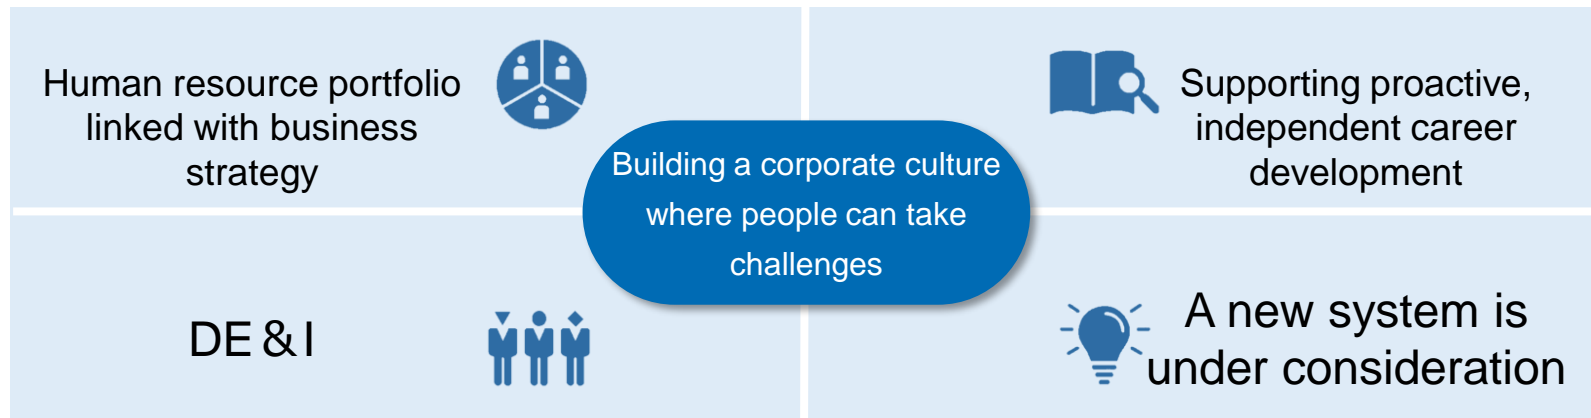 Human resource portfolio
linked with business
strategy
Supporting proactive,
independent career
development
Building a corporate culture
where people can take
challenges
DE & I
A new system is
under consideration